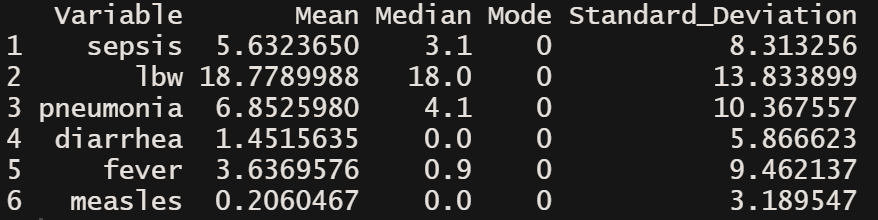 Variable Mean Median Mode Standard_Deviation
1 sepsis 5.6323650 3.1 0 8.313256
2 lbw 18.7789988 18.0 0 13.833899
3 pneumonia 6.8525980 4.1 0 10.367557
4 diarrhea 1.4515635 0.0 0 5.866623
5 fever 3.6369576 0.9 0 9.462137
6 measles 0.2060467 0.0 0 3.189547